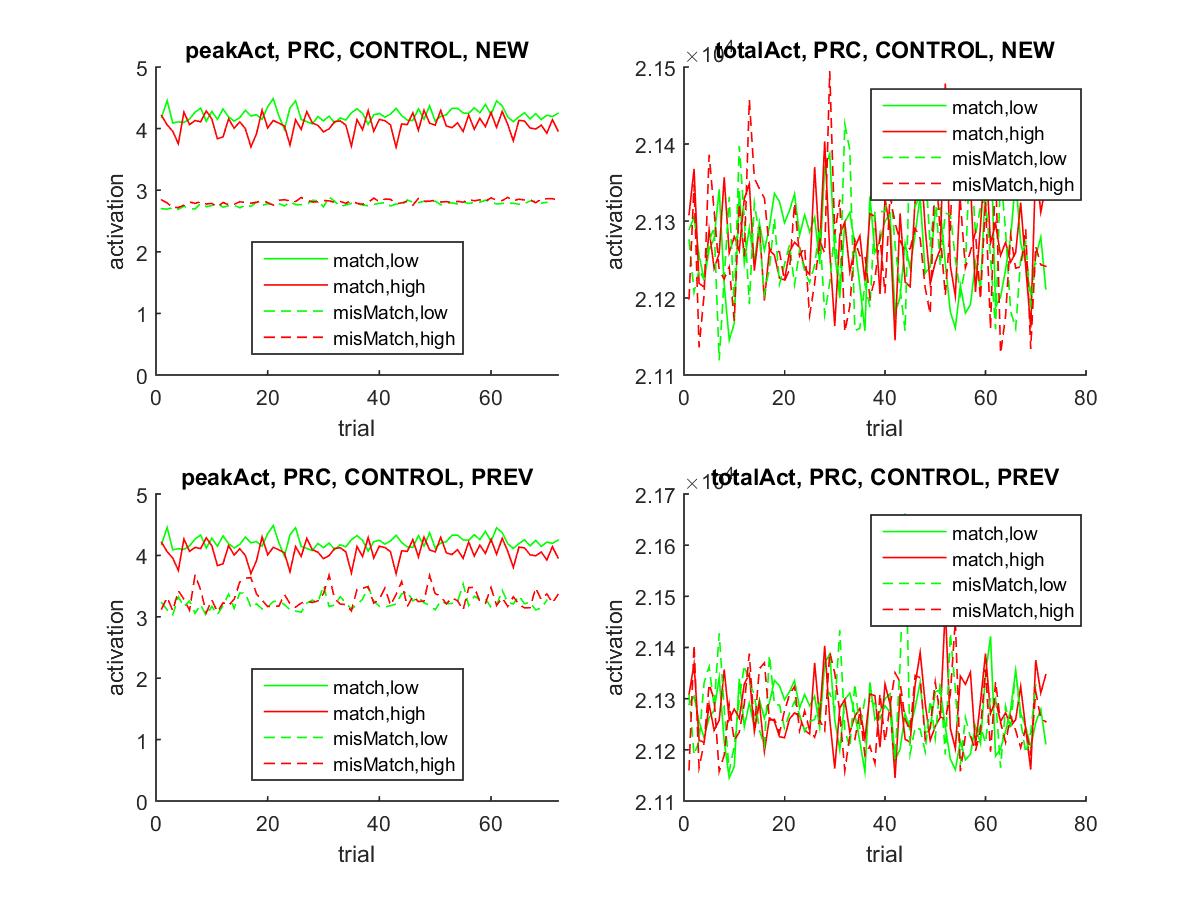 peakAct, PRC, CONTROL, NEW
5
4
3
2
1
0
activation
match,low
match,high
misMatch,low
misMatch,high
0 20 40 60
trial
totalAct, PRC, CONTROL, NEW
×10⁴
2.15
2.14
2.13
2.12
2.11
activation
match,low
match,high
misMatch,low
misMatch,high
0 20 40 60 80
trial
peakAct, PRC, CONTROL, PREV
5
4
3
2
1
0
activation
match,low
match,high
misMatch,low
misMatch,high
0 20 40 60
trial
totalAct, PRC, CONTROL, PREV
×10⁴
2.17
2.16
2.15
2.14
2.13
2.12
2.11
activation
match,low
match,high
misMatch,low
misMatch,high
0 20 40 60 80
trial